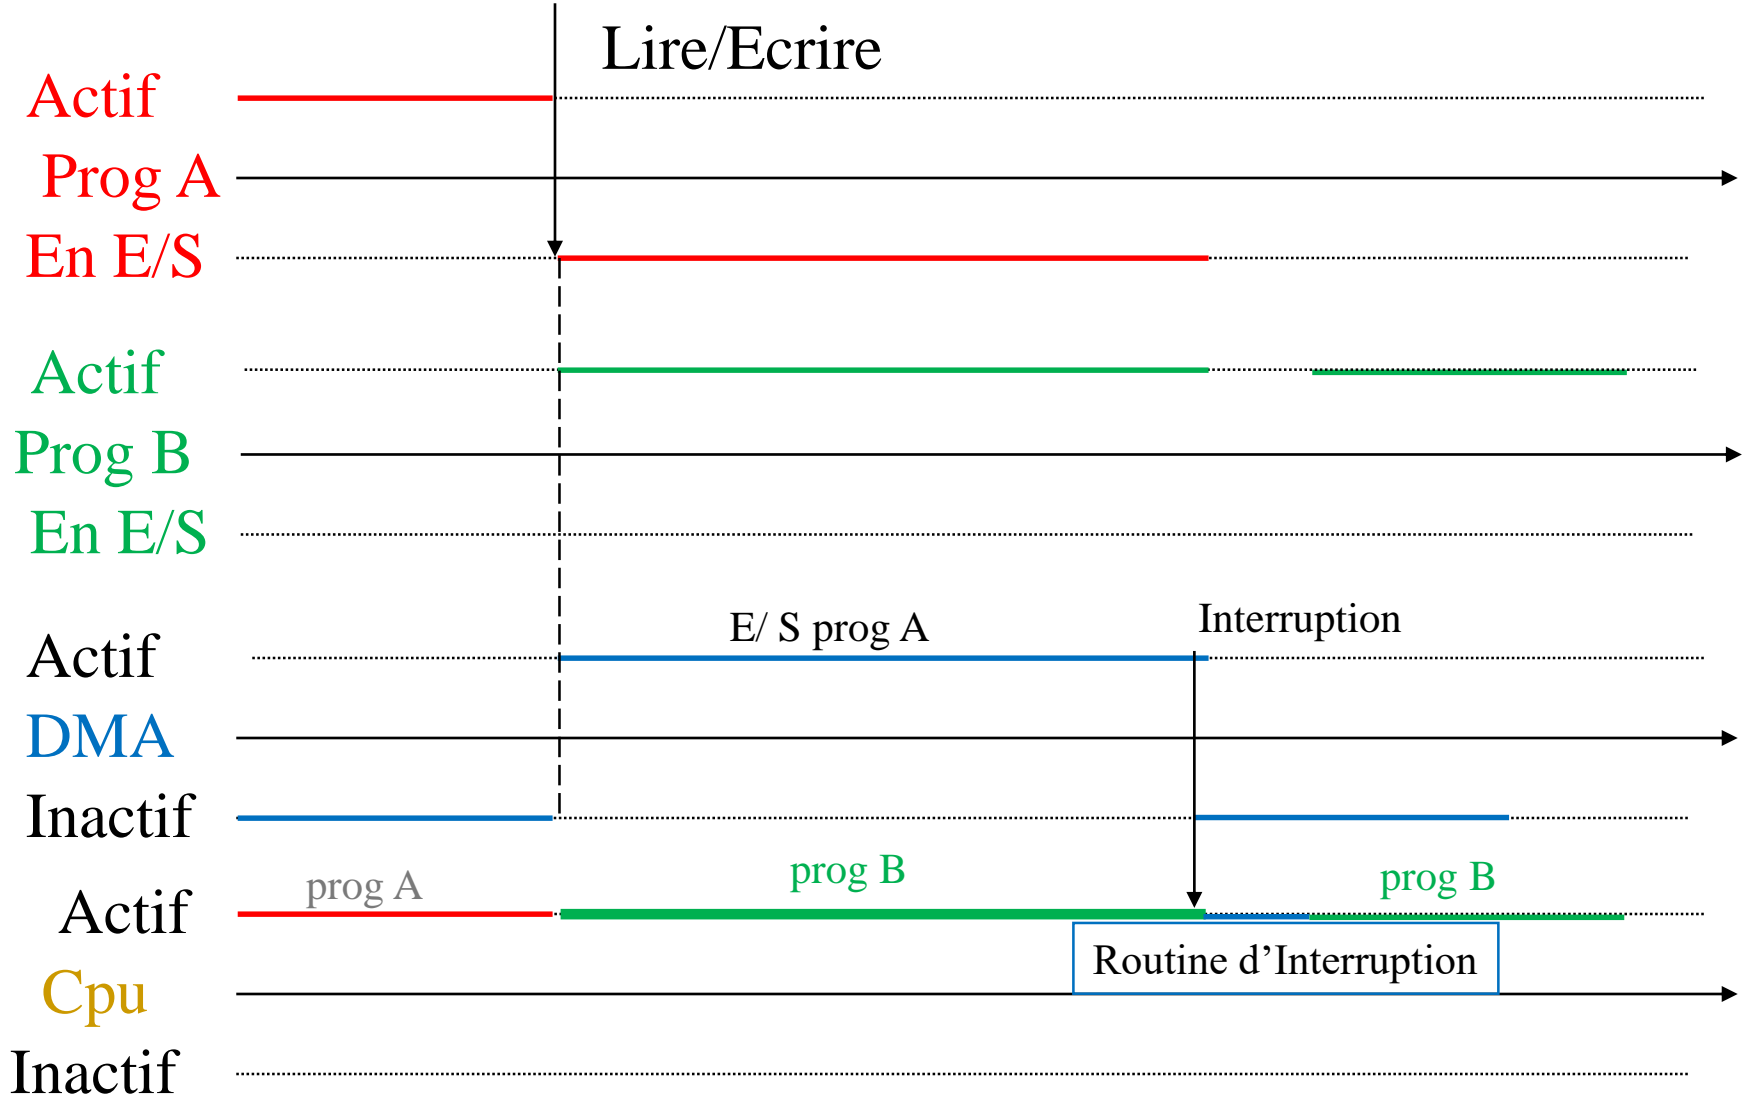 Lire/Ecrire
Actif
Prog A
En E/S
Actif
Prog B
En E/S
E/ S prog A
Interruption
Actif
DMA
Inactif
prog A
prog B
prog B
Actif
Routine d’Interruption
Cpu
Inactif